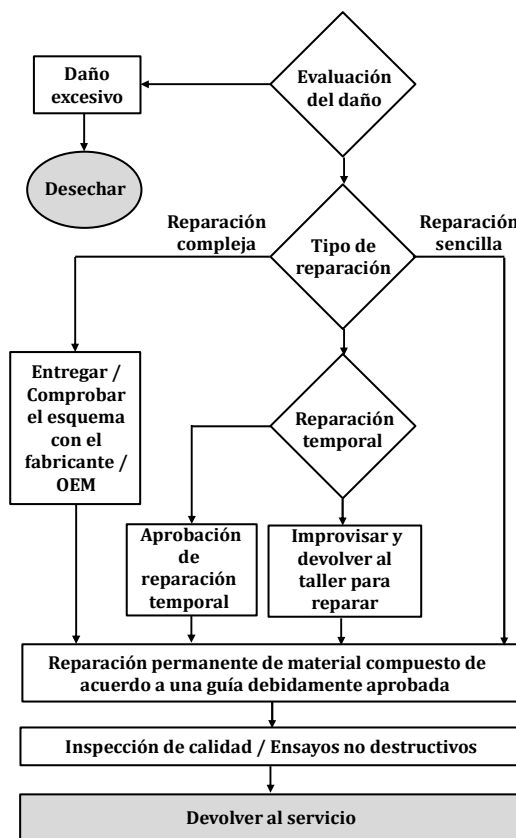 Daño
excesivo
Evaluación
del daño
Desechar
Reparación
compleja
Tipo de
reparación
Reparación
sencilla
Entregar /
Comprobar
el esquema
con el
fabricante /
OEM
Reparación
temporal
Aprobación
de
reparación
temporal
Improvisar y
devolver al
taller para
reparar
Reparación permanente de material compuesto de
acuerdo a una guía debidamente aprobada
Inspección de calidad / Ensayos no destructivos
Devolver al servicio